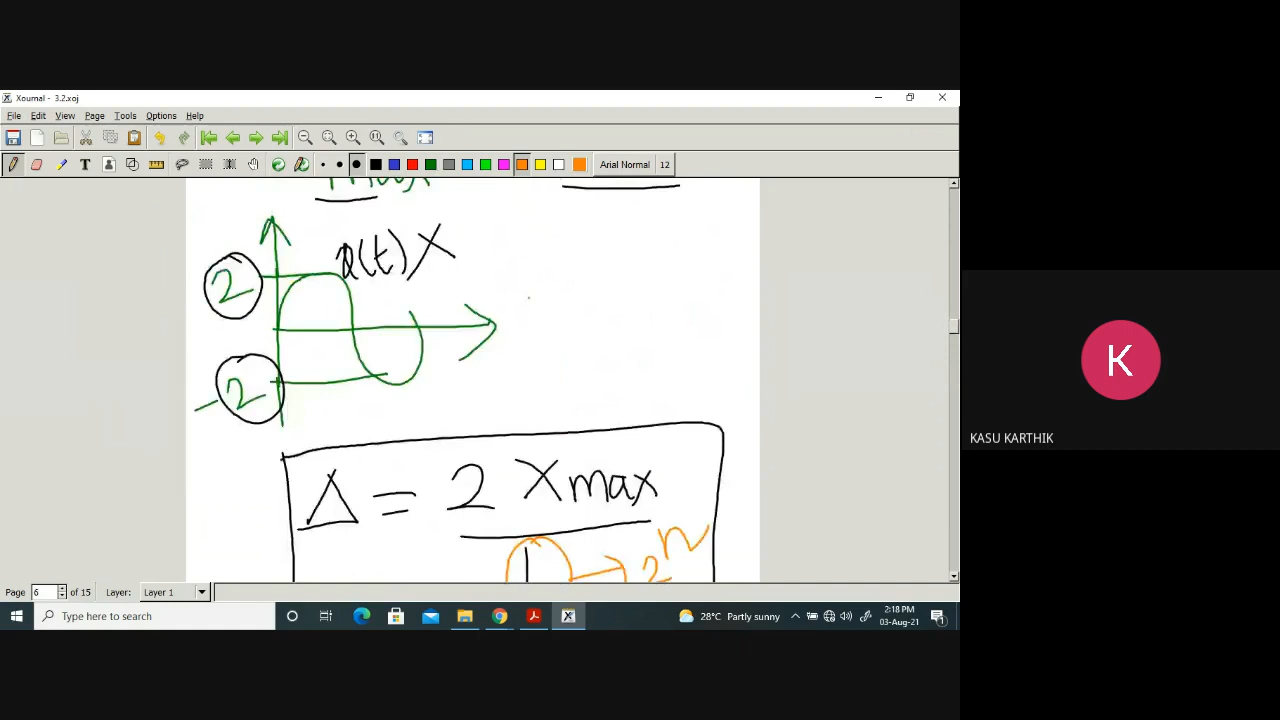 Xournal - 3.2.xoj
File Edit View Page Tools Options Help
T Arial Normal 12
2 x(t) X
-2
Δ = 2 Xmax
L → 2^n
Page 6 of 15 Layer: Layer 1
Type here to search
28°C Partly sunny
2:18 PM
03-Aug-21
1
K
KASU KARTHIK